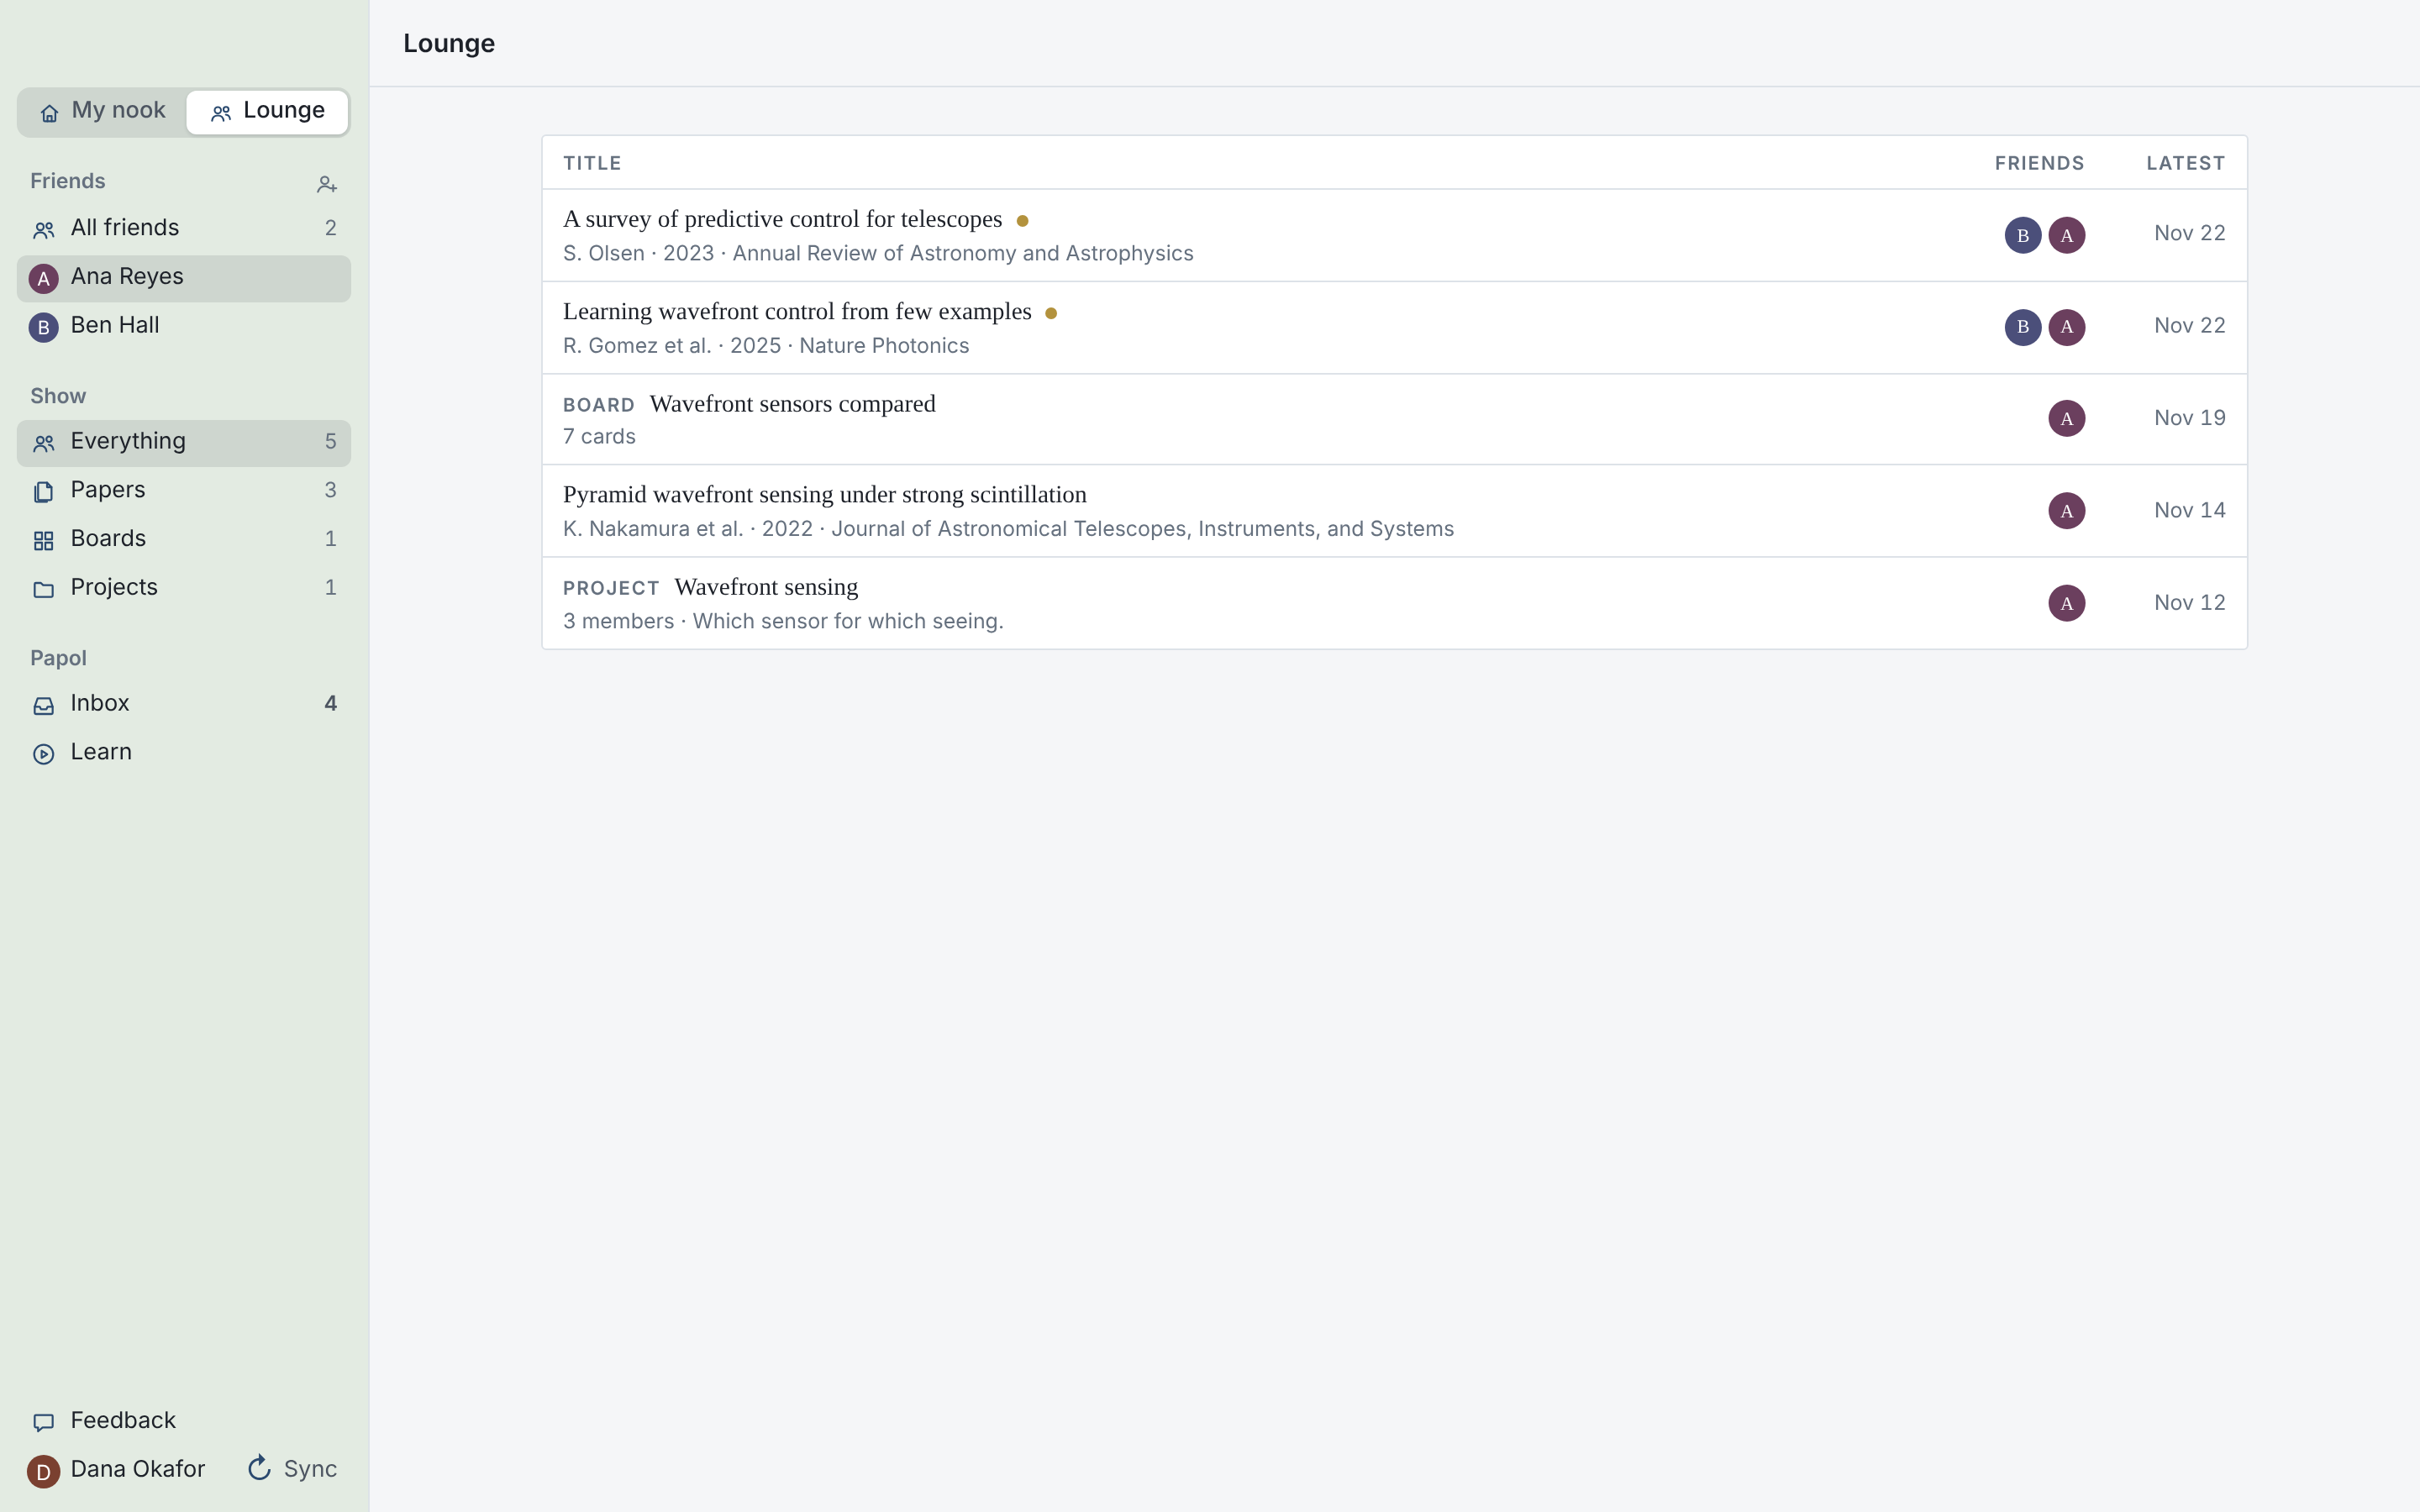 Lounge
My nook
Lounge
Friends
All friends 2
A Ana Reyes
B Ben Hall
Show
Everything 5
Papers 3
Boards 1
Projects 1
Papol
Inbox 4
Learn
Feedback
D Dana Okafor Sync
TITLE FRIENDS LATEST
A survey of predictive control for telescopes
S. Olsen · 2023 · Annual Review of Astronomy and Astrophysics
B A Nov 22
Learning wavefront control from few examples
R. Gomez et al. · 2025 · Nature Photonics
B A Nov 22
BOARD Wavefront sensors compared
7 cards
A Nov 19
Pyramid wavefront sensing under strong scintillation
K. Nakamura et al. · 2022 · Journal of Astronomical Telescopes, Instruments, and Systems
A Nov 14
PROJECT Wavefront sensing
3 members · Which sensor for which seeing.
A Nov 12